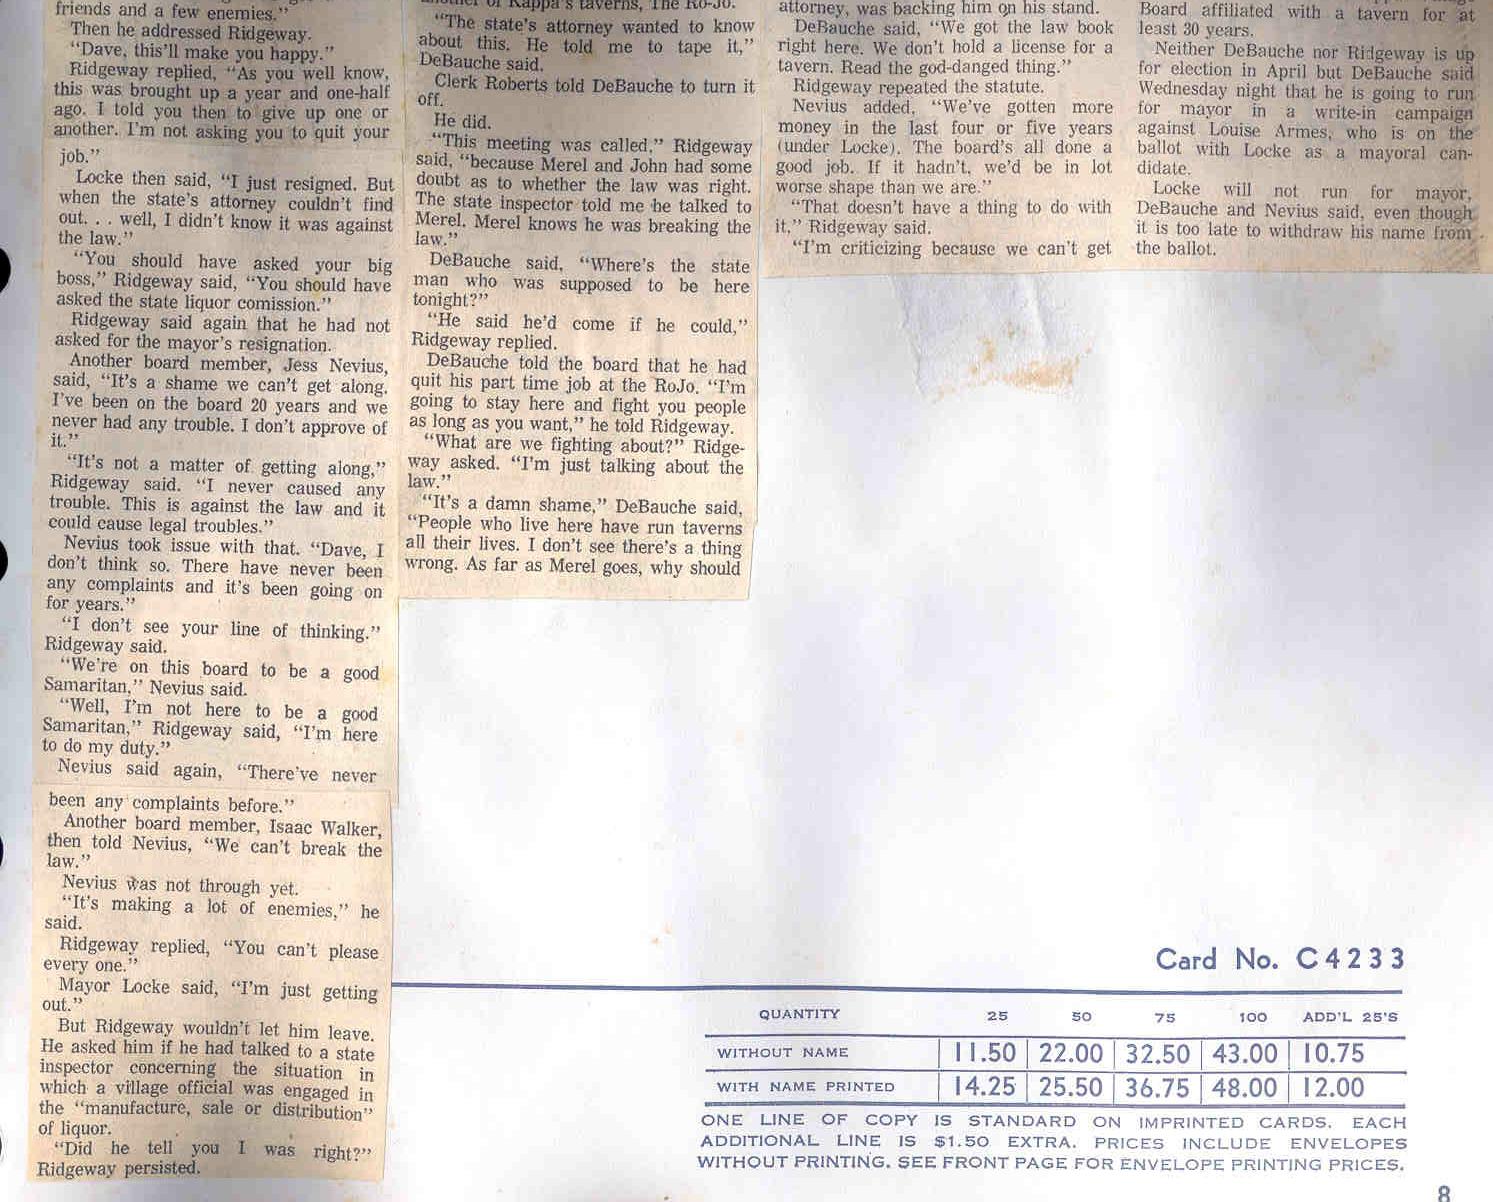 friends and a few enemies."
Then he addressed Ridgeway.
"Dave, this'll make you happy."
Ridgeway replied, "As you well know,
this was brought up a year and one-half
ago. I told you then to give up one or
another. I'm not asking you to quit your
job."
Locke then said, "I just resigned. But
when the state's attorney couldn't find
out. . . well, I didn't know it was against
the law."
"You should have asked your big
boss," Ridgeway said, "You should have
asked the state liquor comission."
Ridgeway said again that he had not
asked for the mayor's resignation.
Another board member, Jess Nevius,
said, "It's a shame we can't get along.
I've been on the board 20 years and we
never had any trouble. I don't approve of
it."
"It's not a matter of getting along,"
Ridgeway said. "I never caused any
trouble. This is against the law and it
could cause legal troubles."
Nevius took issue with that. "Dave, I
don't think so. There have never been
any complaints and it's been going on
for years."
"I don't see your line of thinking."
Ridgeway said.
"We're on this board to be a good
Samaritan," Nevius said.
"Well, I'm not here to be a good
Samaritan," Ridgeway said, "I'm here
to do my duty."
Nevius said again, "There've never
been any complaints before."
Another board member, Isaac Walker,
then told Nevius, "We can't break the
law."
Nevius was not through yet.
"It's making a lot of enemies," he
said.
Ridgeway replied, "You can't please
every one."
Mayor Locke said, "I'm just getting
out."
But Ridgeway wouldn't let him leave.
He asked him if he had talked to a state
inspector concerning the situation in
which a village official was engaged in
the "manufacture, sale or distribution"
of liquor.
"Did he tell you I was right?"
Ridgeway persisted.
another of Kappa's taverns, The Ro-Jo.
"The state's attorney wanted to know
about this. He told me to tape it,"
DeBauche said.
Clerk Roberts told DeBauche to turn it
off.
He did.
"This meeting was called," Ridgeway
said, "because Merel and John had some
doubt as to whether the law was right.
The state inspector told me he talked to
Merel. Merel knows he was breaking the
law."
DeBauche said, "Where's the state
man who was supposed to be here
tonight?"
"He said he'd come if he could,"
Ridgeway replied.
DeBauche told the board that he had
quit his part time job at the RoJo. "I'm
going to stay here and fight you people
as long as you want," he told Ridgeway.
"What are we fighting about?" Ridge-
way asked. "I'm just talking about the
law."
"It's a damn shame," DeBauche said,
"People who live here have run taverns
all their lives. I don't see there's a thing
wrong. As far as Merel goes, why should
attorney, was backing him on his stand.
DeBauche said, "We got the law book
right here. We don't hold a license for a
tavern. Read the god-danged thing."
Ridgeway repeated the statute.
Nevius added, "We've gotten more
money in the last four or five years
(under Locke). The board's all done a
good job. If it hadn't, we'd be in lot
worse shape than we are."
"That doesn't have a thing to do with
it," Ridgeway said.
"I'm criticizing because we can't get
Board affiliated with a tavern for at
least 30 years.
Neither DeBauche nor Ridgeway is up
for election in April but DeBauche said
Wednesday night that he is going to run
for mayor in a write-in campaign
against Louise Armes, who is on the
ballot with Locke as a mayoral can-
didate.
Locke will not run for mayor,
DeBauche and Nevius said, even though
it is too late to withdraw his name from
the ballot.
Card No. C4233
QUANTITY 25 50 75 100 ADD'L 25'S
WITHOUT NAME 11.50 22.00 32.50 43.00 10.75
WITH NAME PRINTED 14.25 25.50 36.75 48.00 12.00
ONE LINE OF COPY IS STANDARD ON IMPRINTED CARDS. EACH
ADDITIONAL LINE IS $1.50 EXTRA. PRICES INCLUDE ENVELOPES
WITHOUT PRINTING. SEE FRONT PAGE FOR ENVELOPE PRINTING PRICES.
8